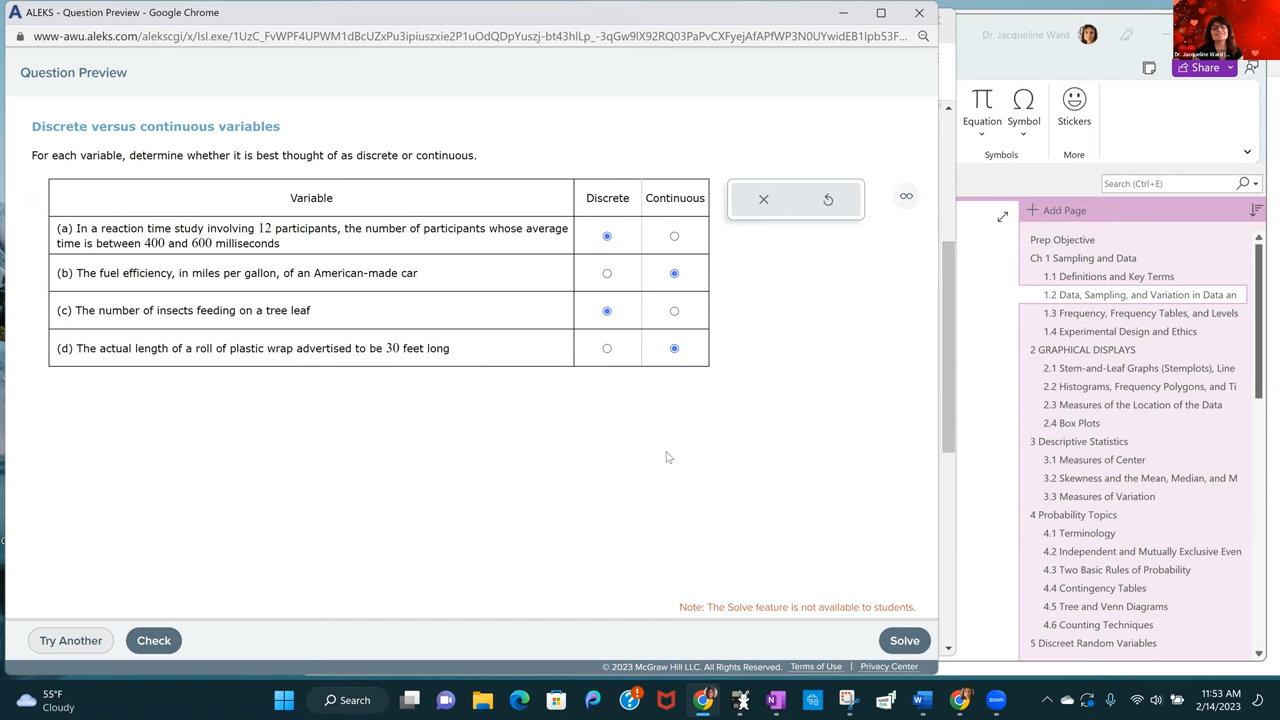 ALEKS - Question Preview - Google Chrome
Question Preview
Discrete versus continuous variables
For each variable, determine whether it is best thought of as discrete or continuous.
Variable
Discrete
Continuous
(a) In a reaction time study involving 12 participants, the number of participants whose average
time is between 400 and 600 milliseconds
(b) The fuel efficiency, in miles per gallon, of an American-made car
(c) The number of insects feeding on a tree leaf
(d) The actual length of a roll of plastic wrap advertised to be 30 feet long
Note: The Solve feature is not available to students.
Try Another
Check
Solve
© 2023 McGraw Hill LLC. All Rights Reserved. Terms of Use | Privacy Center
Dr. Jacqueline Ward
Share
Equation
Symbol
Stickers
Symbols
More
Search (Ctrl+E)
Add Page
Prep Objective
Ch 1 Sampling and Data
1.1 Definitions and Key Terms
1.2 Data, Sampling, and Variation in Data an
1.3 Frequency, Frequency Tables, and Levels
1.4 Experimental Design and Ethics
2 GRAPHICAL DISPLAYS
2.1 Stem-and-Leaf Graphs (Stemplots), Line
2.2 Histograms, Frequency Polygons, and Ti
2.3 Measures of the Location of the Data
2.4 Box Plots
3 Descriptive Statistics
3.1 Measures of Center
3.2 Skewness and the Mean, Median, and M
3.3 Measures of Variation
4 Probability Topics
4.1 Terminology
4.2 Independent and Mutually Exclusive Even
4.3 Two Basic Rules of Probability
4.4 Contingency Tables
4.5 Tree and Venn Diagrams
4.6 Counting Techniques
5 Discreet Random Variables
55°F
Cloudy
Search
11:53 AM
2/14/2023